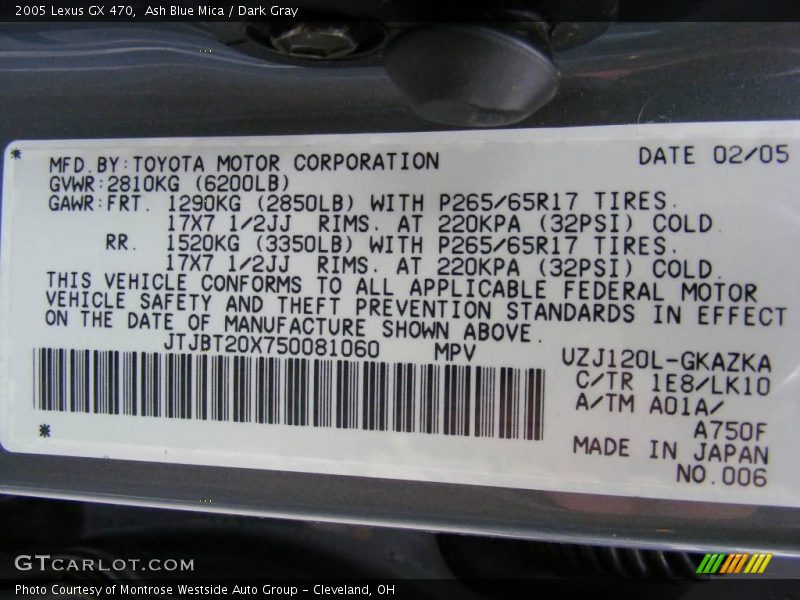 2005 Lexus GX 470,  Ash Blue Mica / Dark Gray
* MFD.BY:TOYOTA MOTOR CORPORATION DATE 02/05
GVWR:2810KG (6200LB)
GAWR:FRT. 1290KG (2850LB) WITH P265/65R17 TIRES.
17X7 1/2JJ RIMS. AT 220KPA (32PSI) COLD
RR. 1520KG (3350LB) WITH P265/65R17 TIRES.
17X7 1/2JJ RIMS. AT 220KPA (32PSI) COLD.
THIS VEHICLE CONFORMS TO ALL APPLICABLE FEDERAL MOTOR
VEHICLE SAFETY AND THEFT PREVENTION STANDARDS IN EFFECT
ON THE DATE OF MANUFACTURE SHOWN ABOVE.
JTJBT20X750081060 MPV
UZJ120L-GKAZKA
C/TR 1E8/LK10
A/TM A01A/
A750F
*
MADE IN JAPAN
NO.006
GTCARLOT.COM
Photo Courtesy of Montrose Westside Auto Group - Cleveland, OH